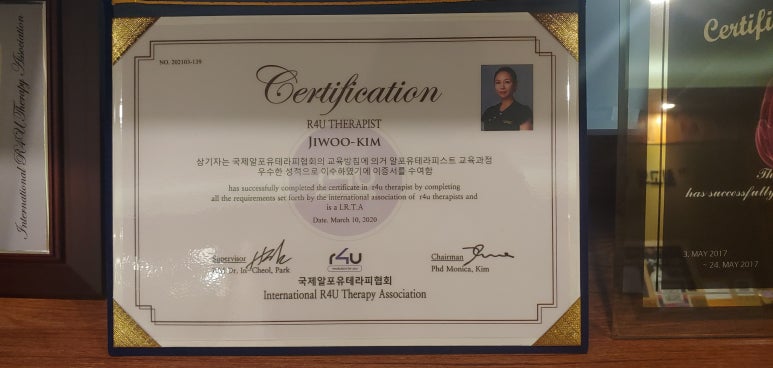 International R4U Therapy Association
NO. 202103-139
Certification
R4U THERAPIST
JIWOO-KIM
상기자는 국제알포유테라피협회의 교육방침에 의거 알포유테라피스트 교육과정
우수한 성적으로 이수하였기에 이증서를 수여함
has successfully completed the certificate in r4u therapist by completing
all the requirements set forth by the international association of r4u therapists and
is a I.R.T.A
Date. March 10, 2020
Supervisor
Dr. In-Cheol, Park
r4u
Chairman
Phd Monica, Kim
국제알포유테라피협회
International R4U Therapy Association
Certifi
Th
has successfully
3, MAY 2017
~ 24, MAY 2017